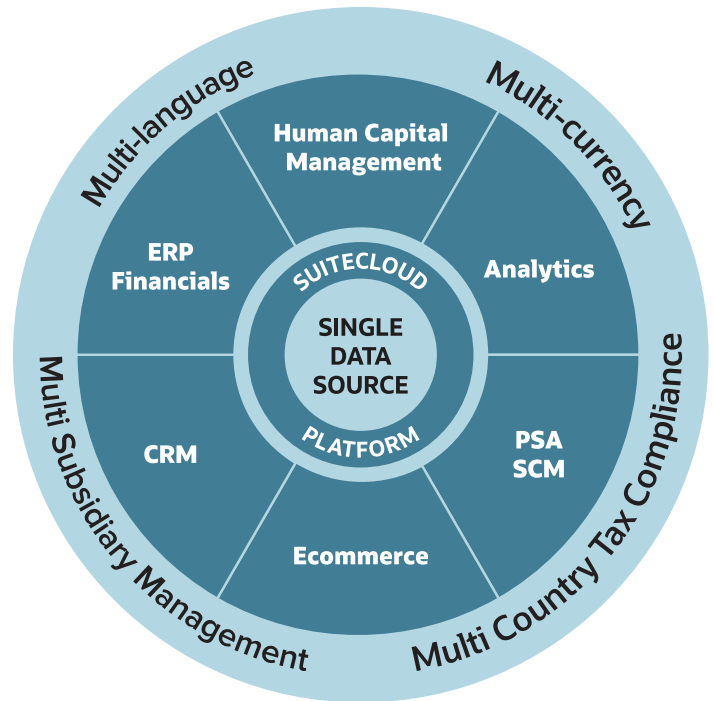 Multi-language
Multi-currency
Human Capital
Management
ERP
Financials
Analytics
SUITECLOUD
SINGLE
DATA
SOURCE
PLATFORM
CRM
PSA
SCM
Ecommerce
Multi Subsidiary Management
Multi Country Tax Compliance